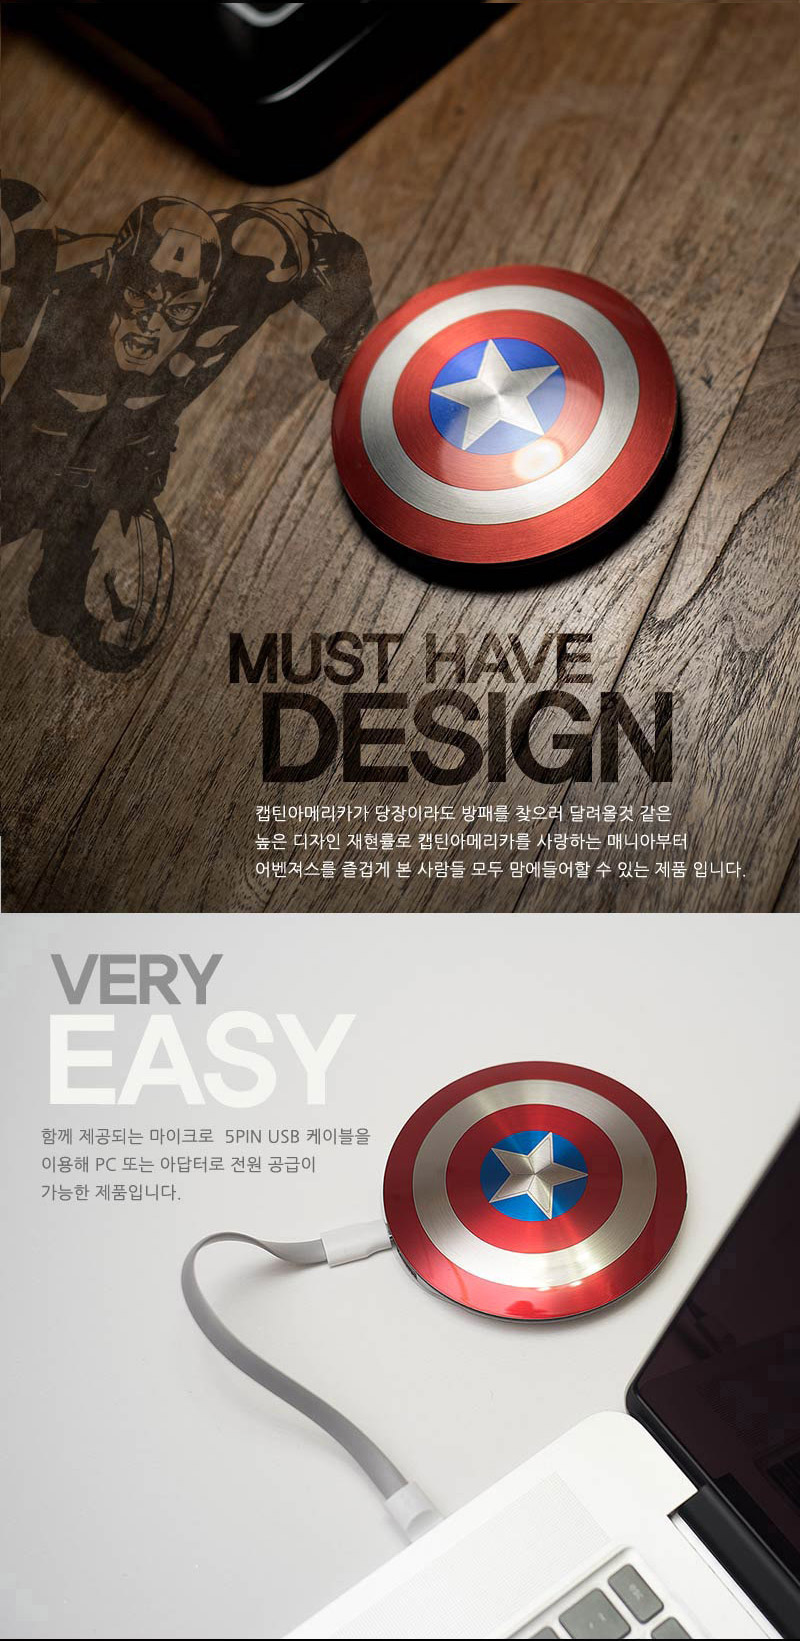 MUST HAVE
DESIGN
캡틴아메리카가 당장이라도 방패를 찾으러 달려올것 같은
높은 디자인 재현률로 캡틴아메리카를 사랑하는 매니아부터
어벤져스를 즐겁게 본 사람들 모두 맘에들어할 수 있는 제품 입니다.
VERY
EASY
함께 제공되는 마이크로 5PIN USB 케이블을
이용해 PC 또는 아답터로 전원 공급이
가능한 제품입니다.